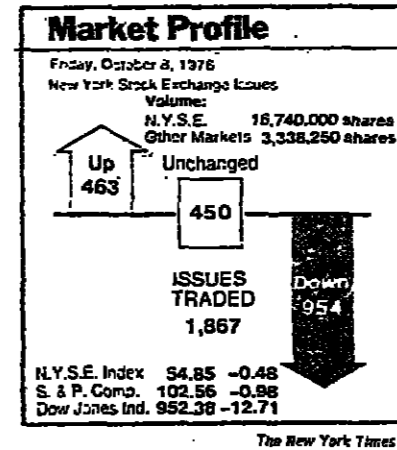 Market Profile
Friday, October 8, 1976
New York Stock Exchange Issues
Volume:
N.Y.S.E. 16,740,000 shares
Other Markets 3,338,250 shares
Up
463
Unchanged
450
ISSUES
TRADED
1,867
Down
954
N.Y.S.E. Index 54.85 -0.48
S. & P. Comp. 102.56 -0.98
Dow Jones Ind. 952.38 -12.71
The New York Times